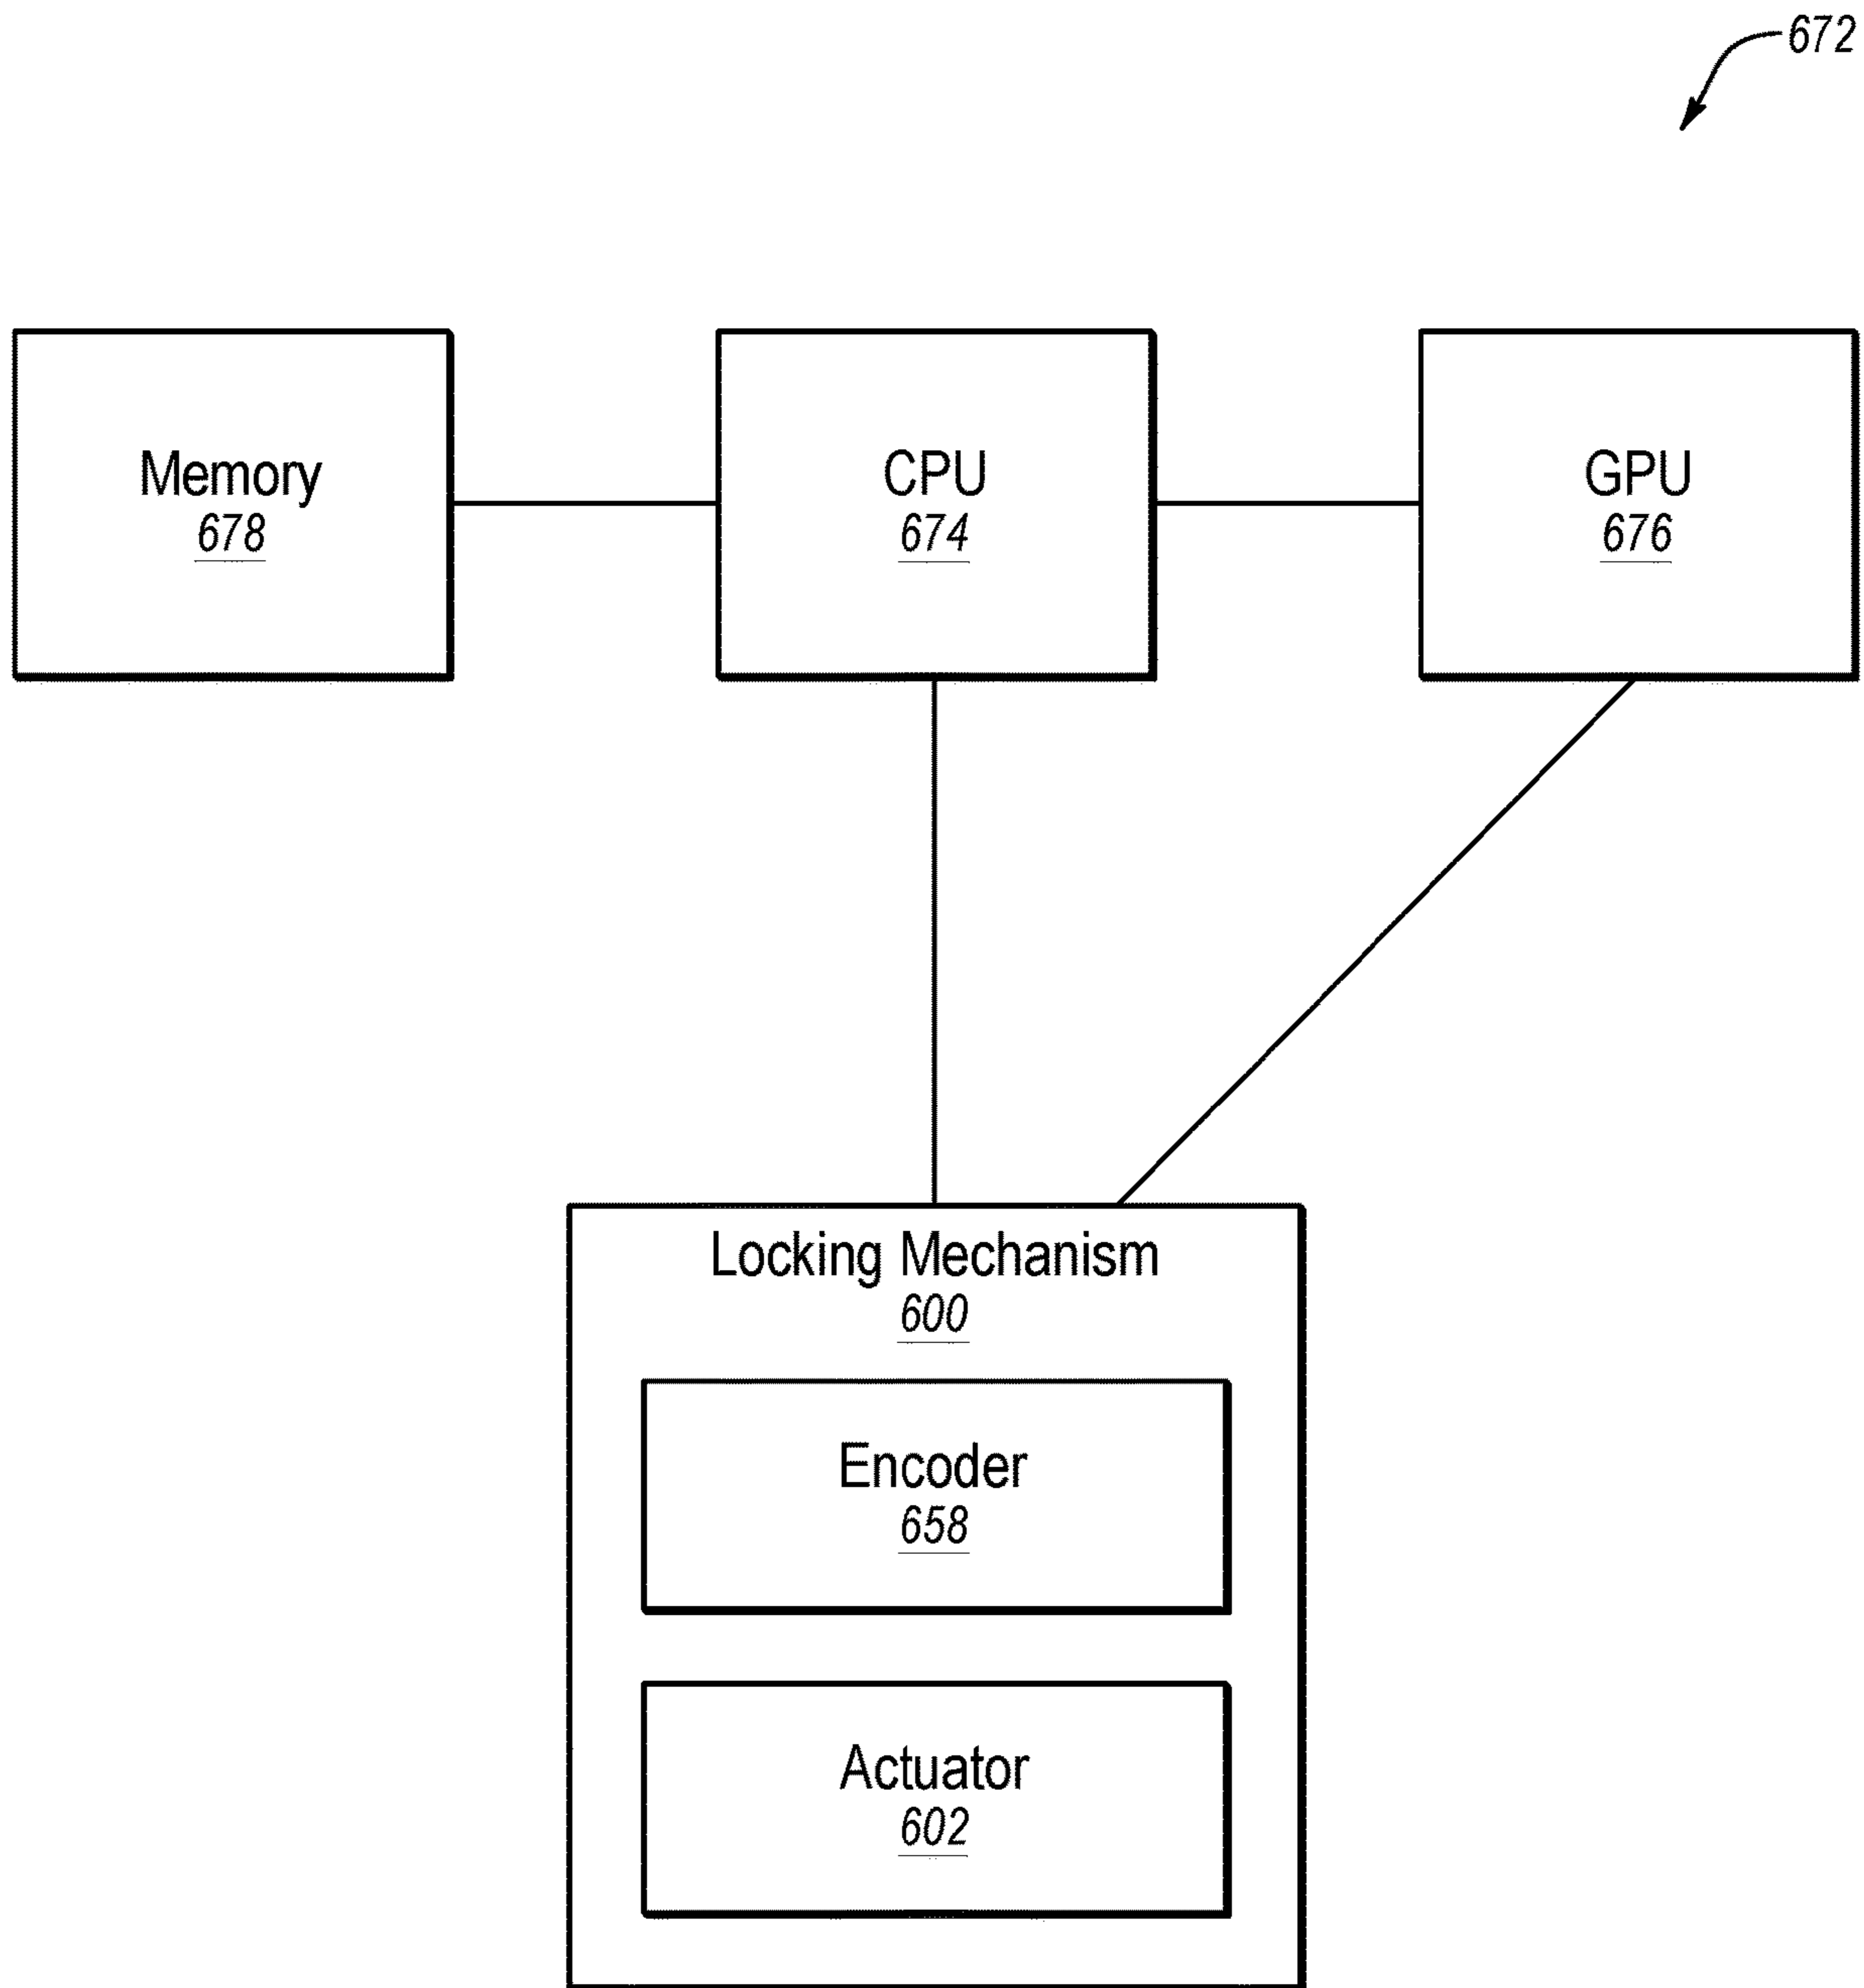 672
Memory
678
CPU
674
GPU
676
Locking Mechanism
600
Encoder
658
Actuator
602